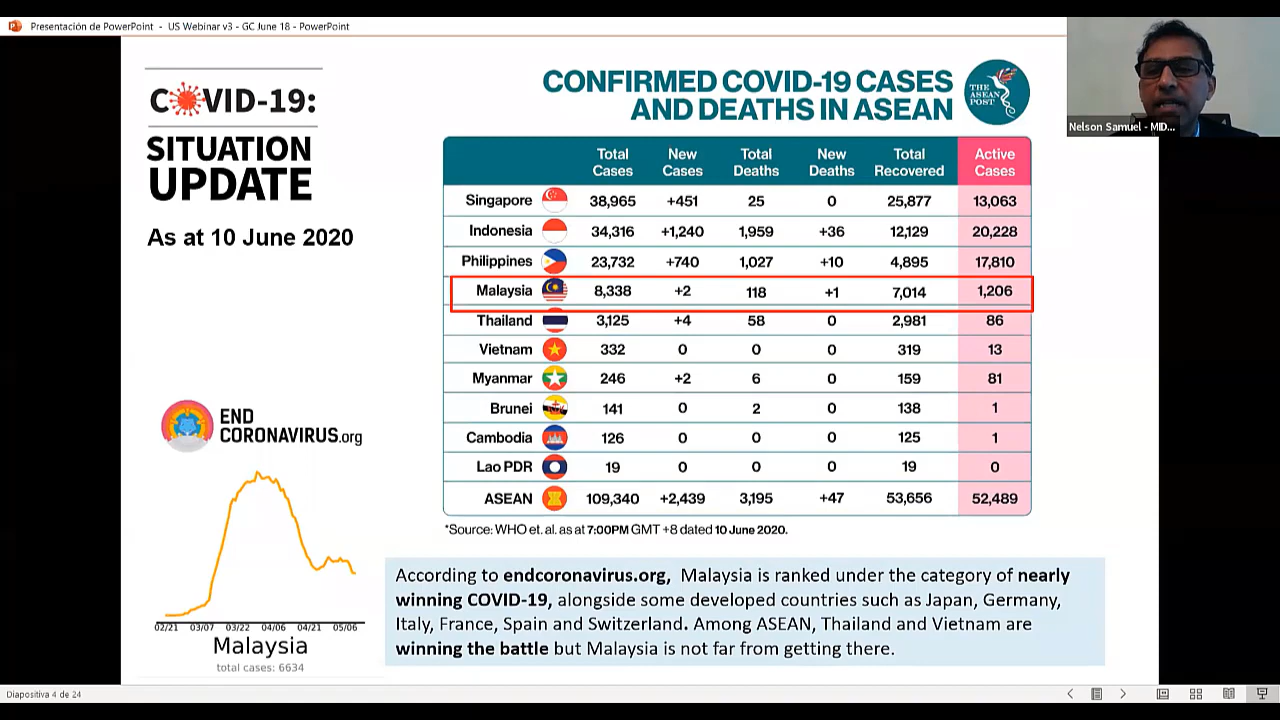 Presentación de PowerPoint - US Webinar v3 - GC June 18 - PowerPoint
COVID-19:
SITUATION
UPDATE
As at 10 June 2020
CONFIRMED COVID-19 CASES
AND DEATHS IN ASEAN
THE
ASEAN
POST
Nelson Samuel - MID...
Total Cases New Cases Total Deaths New Deaths Total Recovered Active Cases
Singapore 38,965 +451 25 0 25,877 13,063
Indonesia 34,316 +1,240 1,959 +36 12,129 20,228
Philippines 23,732 +740 1,027 +10 4,895 17,810
Malaysia 8,338 +2 118 +1 7,014 1,206
Thailand 3,125 +4 58 0 2,981 86
Vietnam 332 0 0 0 319 13
Myanmar 246 +2 6 0 159 81
Brunei 141 0 2 0 138 1
Cambodia 126 0 0 0 125 1
Lao PDR 19 0 0 0 19 0
ASEAN 109,340 +2,439 3,195 +47 53,656 52,489
*Source: WHO et. al. as at 7:00PM GMT +8 dated 10 June 2020.
END
CORONAVIRUS.org
02/21 03/07 03/22 04/06 04/21 05/06
Malaysia
total cases: 6634
According to endcoronavirus.org, Malaysia is ranked under the category of nearly
winning COVID-19, alongside some developed countries such as Japan, Germany,
Italy, France, Spain and Switzerland. Among ASEAN, Thailand and Vietnam are
winning the battle but Malaysia is not far from getting there.
Diapositiva 4 de 24